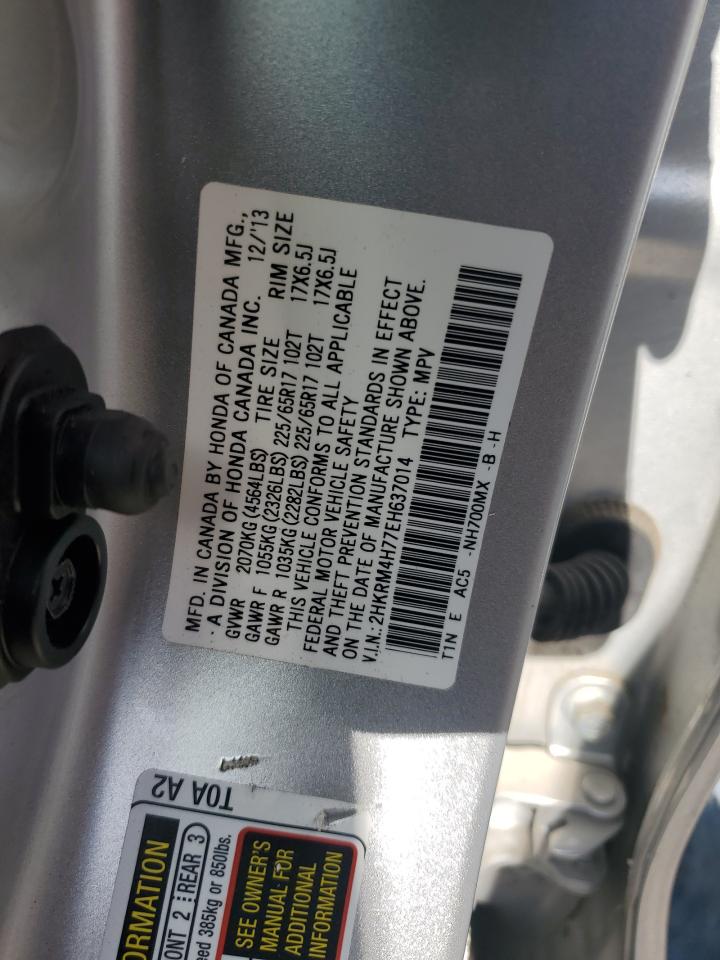 MFD. IN CANADA BY HONDA OF CANADA MFG.,
A DIVISION OF HONDA CANADA INC. 12/'13
GVWR 2070KG (4564LBS) TIRE SIZE RIM SIZE
GAWR F 1055KG (2326LBS) 225/65R17 102T 17X6.5J
GAWR R 1035KG (2282LBS) 225/65R17 102T 17X6.5J
THIS VEHICLE CONFORMS TO ALL APPLICABLE
FEDERAL MOTOR VEHICLE SAFETY
AND THEFT PREVENTION STANDARDS IN EFFECT
ON THE DATE OF MANUFACTURE SHOWN ABOVE.
V.I.N.: 2HKRM4H77EH637014 TYPE: MPV
T1N E AC5 -NH700MX -B -H
T0A A2
ONT 2 REAR 3
385kg or 850lbs.
SEE OWNER'S
MANUAL FOR
ADDITIONAL
INFORMATION